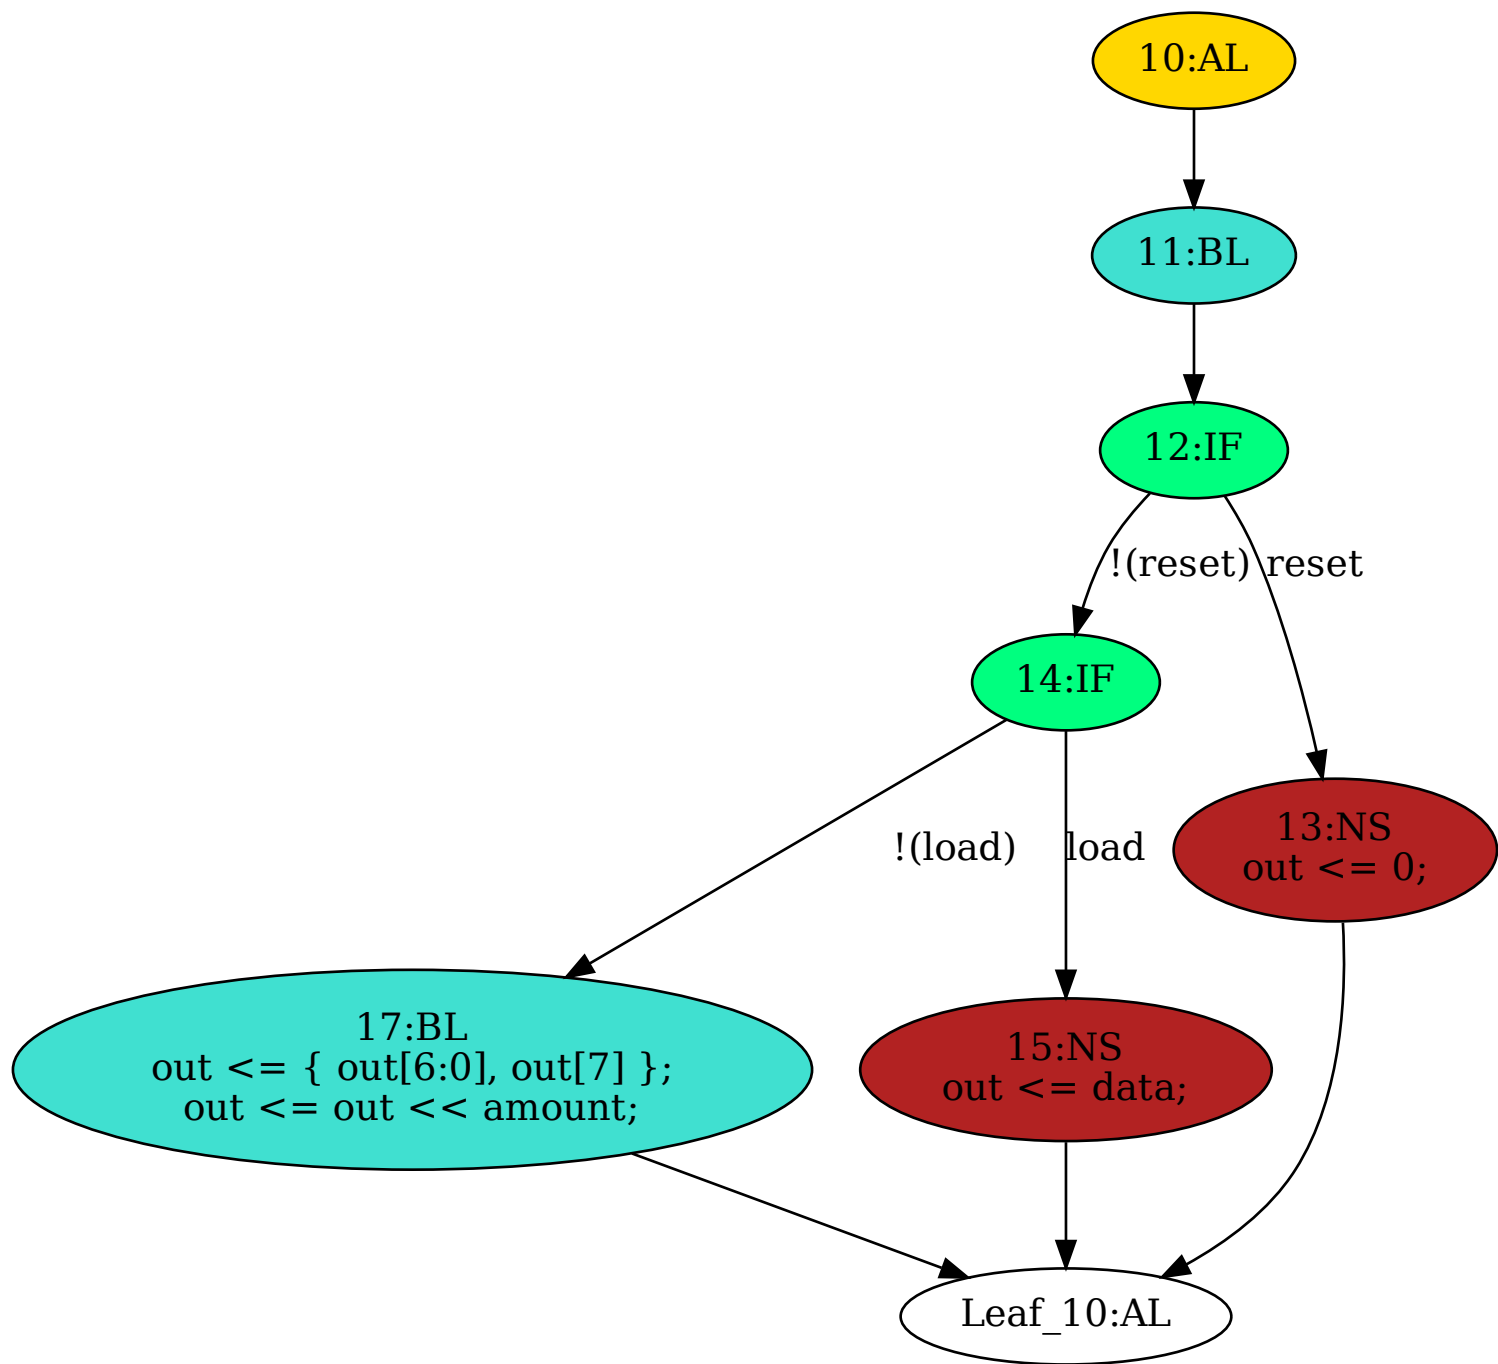 10:AL
11:BL
12:IF
!(reset)
reset
14:IF
!(load)
load
13:NS
out <= 0;
17:BL
out <= { out[6:0], out[7] };
out <= out << amount;
15:NS
out <= data;
Leaf_10:AL